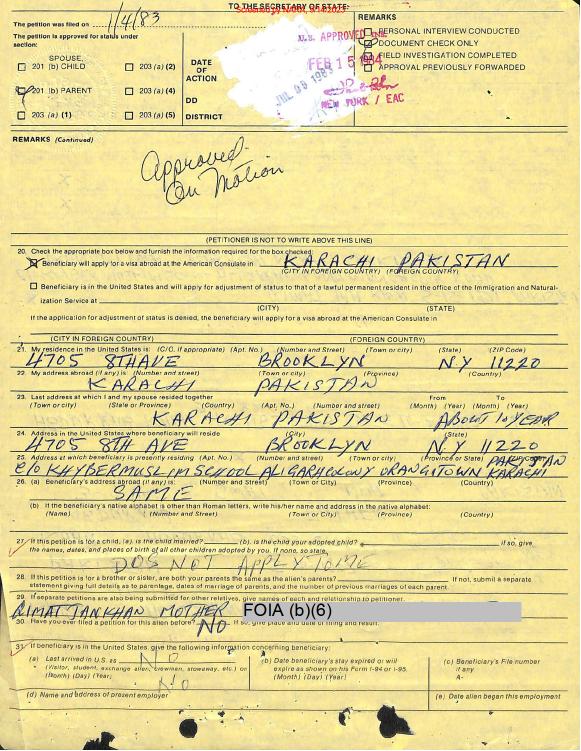 TO THE SECRETARY OF STATE:
The petition was filed on 1/4/83
The petition is approved for status under section:
SPOUSE,
201 (b) CHILD
203 (a) (2)
201 (b) PARENT
203 (a) (4)
203 (a) (1)
203 (a) (5)
DATE
OF
ACTION
DD
DISTRICT
U.S. APPROVED
FEB 15 1984
NEW YORK / EAC
REMARKS
PERSONAL INTERVIEW CONDUCTED
DOCUMENT CHECK ONLY
FIELD INVESTIGATION COMPLETED
APPROVAL PREVIOUSLY FORWARDED
REMARKS (Continued)
Approved
On Motion
(PETITIONER IS NOT TO WRITE ABOVE THIS LINE)
20. Check the appropriate box below and furnish the information required for the box checked:
Beneficiary will apply for a visa abroad at the American Consulate in KARACHI PAKISTAN
(CITY IN FOREIGN COUNTRY) (FOREIGN COUNTRY)
Beneficiary is in the United States and will apply for adjustment of status to that of a lawful permanent resident in the office of the Immigration and Natural-
ization Service at
(CITY) (STATE)
If the application for adjustment of status is denied, the beneficiary will apply for a visa abroad at the American Consulate in
(CITY IN FOREIGN COUNTRY) (FOREIGN COUNTRY)
21. My residence in the United States is: (C/O, if appropriate) (Apt. No.) (Number and street) (Town or city) (State) (ZIP Code)
4705 8TH AVE BROOKLYN NY 11220
22. My address abroad (if any) is: (Number and street) (Town or city) (Province) (Country)
KARACHI PAKISTAN
23. Last address at which I and my spouse resided together From To
(Town or city) (State or Province) (Country) (Apt. No.) (Number and street) (Month) (Year) (Month) (Year)
KARACHI PAKISTAN ABOUT 10 YEAR
24. Address in the United States where beneficiary will reside
(City) (State)
4705 8TH AVE BROOKLYN N.Y 11220
25. Address at which beneficiary is presently residing (Apt. No.) (Number and street) (Town or city) (Province or State)
C/O KHYBER MUSLIM SCHOOL ALIGARH COLONY ORANGI TOWN KARACHI PAKISTAN
26. (a) Beneficiary's address abroad (if any) is: (Number and Street) (Town or City) (Province) (Country)
SAME
(b) If the beneficiary's native alphabet is other than Roman letters, write his/her name and address in the native alphabet:
(Name) (Number and Street) (Town or City) (Province) (Country)
27. If this petition is for a child, (a) is the child married? (b) is the child your adopted child? if so, give
the names, dates, and places of birth of all other children adopted by you. If none, so state.
DOS NOT APPLY TO ME
28. If this petition is for a brother or sister, are both your parents the same as the alien's parents? If not, submit a separate
statement giving full details as to parentage, dates of marriage of parents, and the number of previous marriages of each parent.
29. If separate petitions are also being submitted for other relatives, give names of each and relationship to petitioner.
MOTHER FOIA (b)(6)
30. Have you ever filed a petition for this alien before? NO If so, give place and date of filing and result.
31. If beneficiary is in the United States, give the following information concerning beneficiary:
(a) Last arrived in U.S. as NO
(Visitor, student, exchange alien, crewman, stowaway, etc.) on
(Month) (Day) (Year)
(b) Date beneficiary's stay expired or will
expire as shown on his Form I-94 or I-95.
(Month) (Day) (Year)
(c) Beneficiary's File number
if any
A-
(d) Name and address of present employer NO
(e) Date alien began this employment